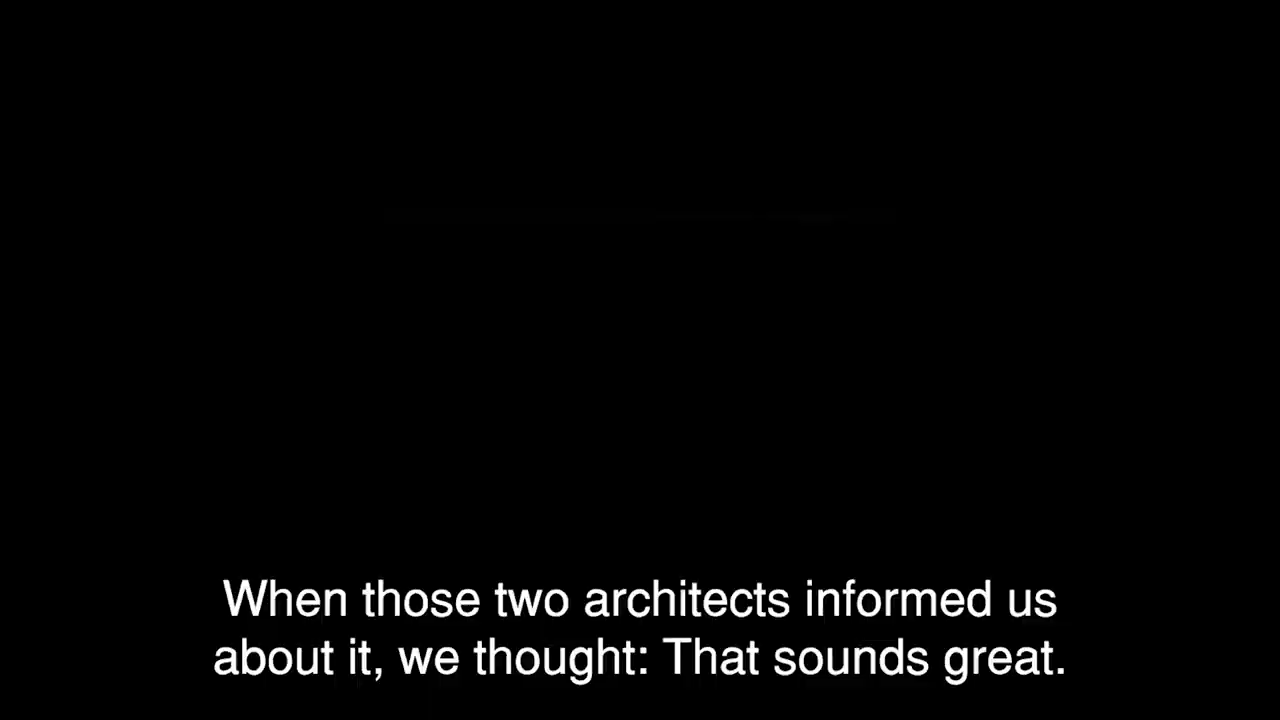 When those two architects informed us
about it, we thought: That sounds great.